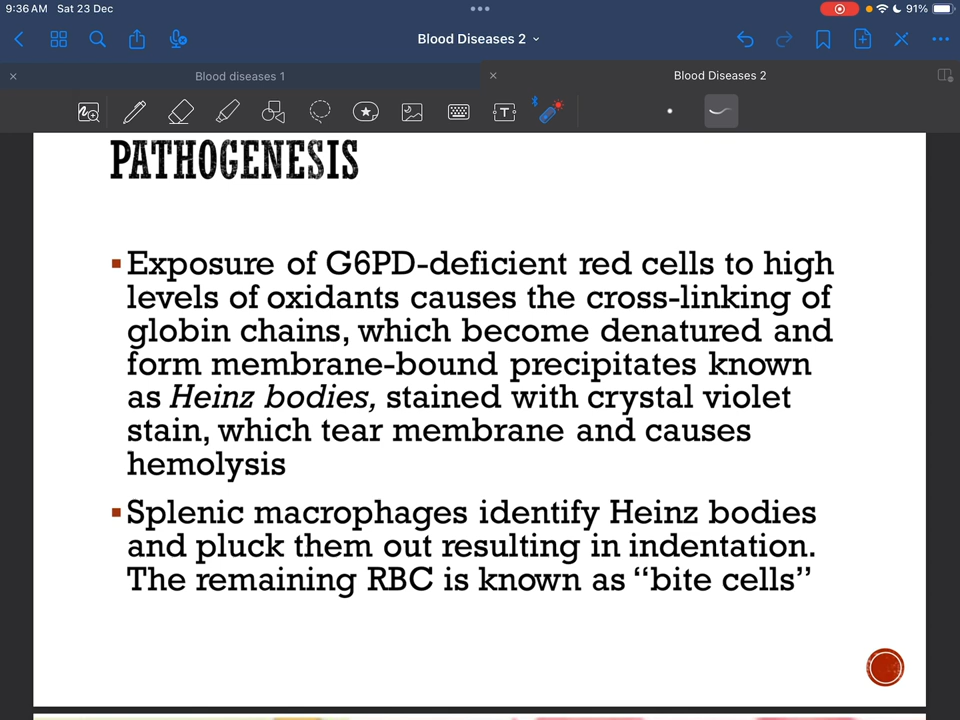 9:36 AM Sat 23 Dec
91%
Blood Diseases 2
Blood diseases 1
Blood Diseases 2
PATHOGENESIS
Exposure of G6PD-deficient red cells to high
levels of oxidants causes the cross-linking of
globin chains, which become denatured and
form membrane-bound precipitates known
as Heinz bodies, stained with crystal violet
stain, which tear membrane and causes
hemolysis
Splenic macrophages identify Heinz bodies
and pluck them out resulting in indentation.
The remaining RBC is known as “bite cells”